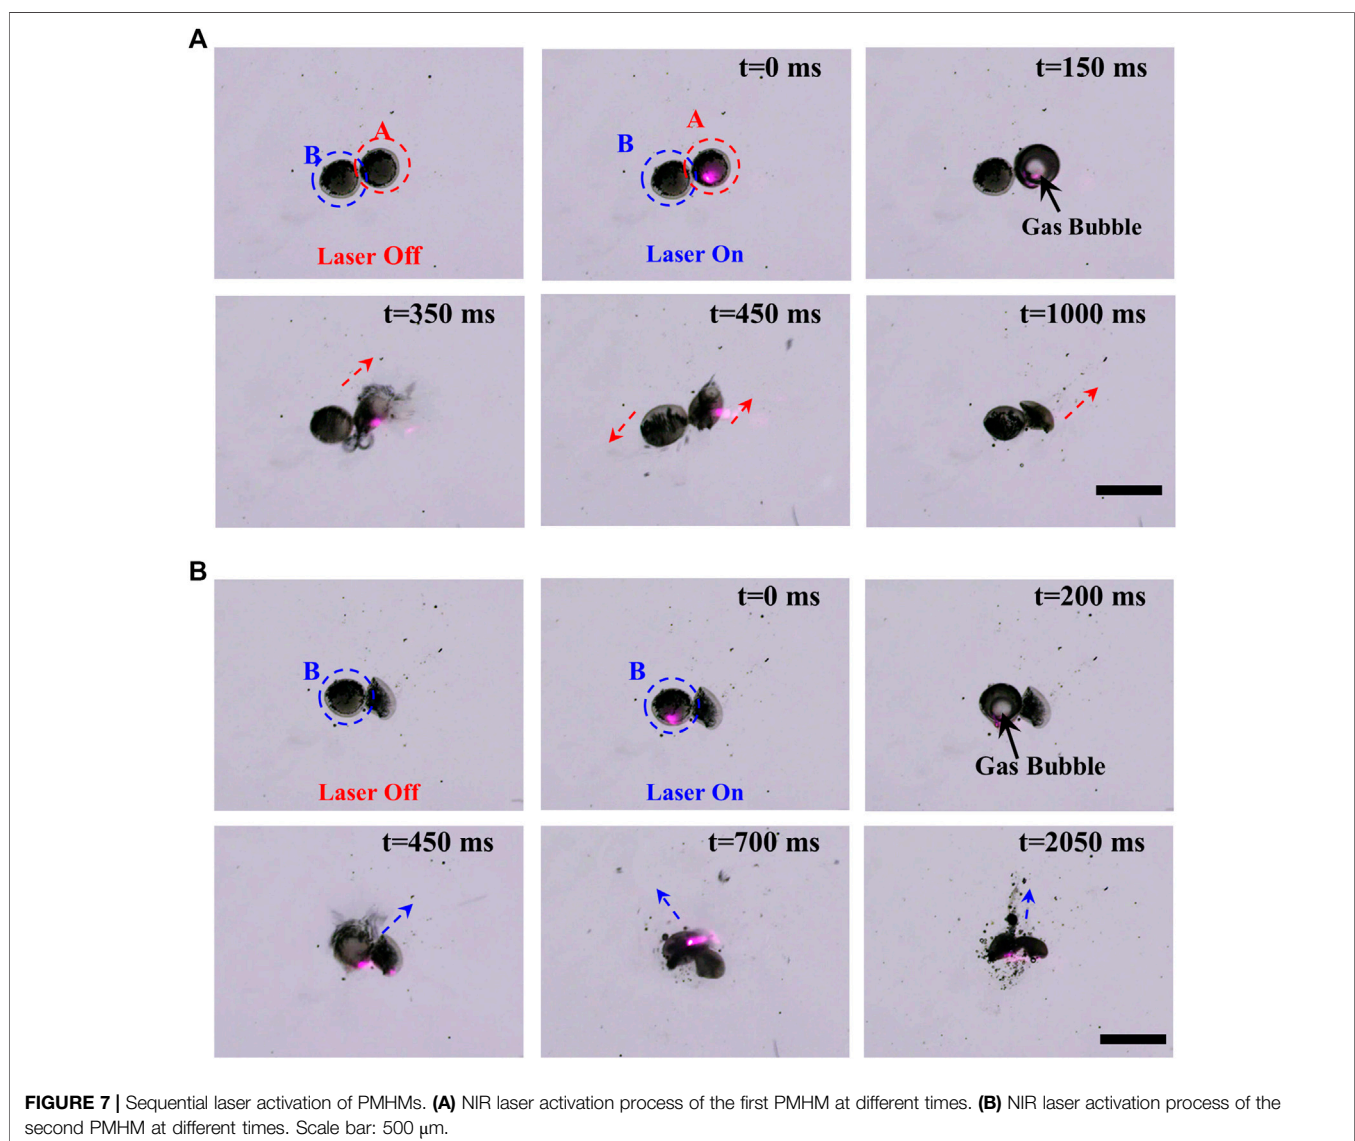 A
t=0 ms
t=150 ms
A
B
A
B
Gas Bubble
Laser Off
Laser On
t=350 ms
t=450 ms
t=1000 ms
B
t=0 ms
t=200 ms
B
B
Gas Bubble
Laser Off
Laser On
t=450 ms
t=700 ms
t=2050 ms
FIGURE 7 | Sequential laser activation of PMHMs. (A) NIR laser activation process of the first PMHM at different times. (B) NIR laser activation process of the
second PMHM at different times. Scale bar: 500 μm.